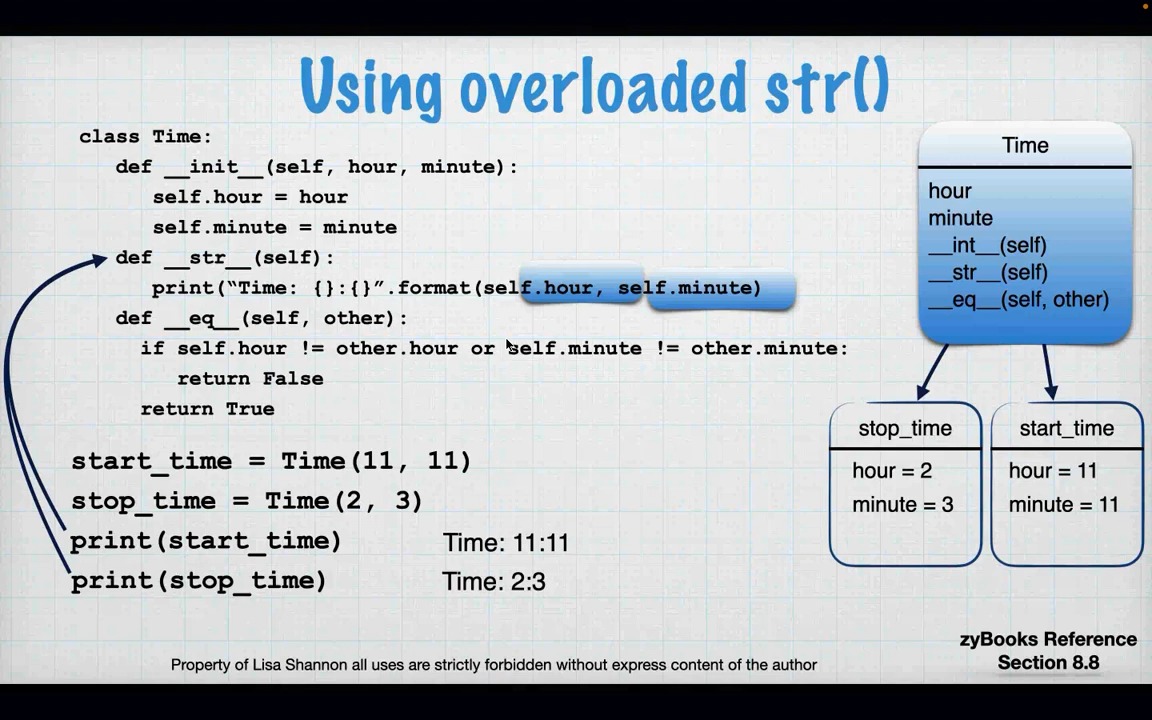 Using overloaded str()
class Time:
def __init__(self, hour, minute):
self.hour = hour
self.minute = minute
def __str__(self):
print(“Time: {}:{}”.format(self.hour, self.minute)
def __eq__(self, other):
if self.hour != other.hour or self.minute != other.minute:
return False
return True
start_time = Time(11, 11)
stop_time = Time(2, 3)
print(start_time)
Time: 11:11
print(stop_time)
Time: 2:3
Time
hour
minute
__int__(self)
__str__(self)
__eq__(self, other)
stop_time
hour = 2
minute = 3
start_time
hour = 11
minute = 11
zyBooks Reference
Section 8.8
Property of Lisa Shannon all uses are strictly forbidden without express content of the author